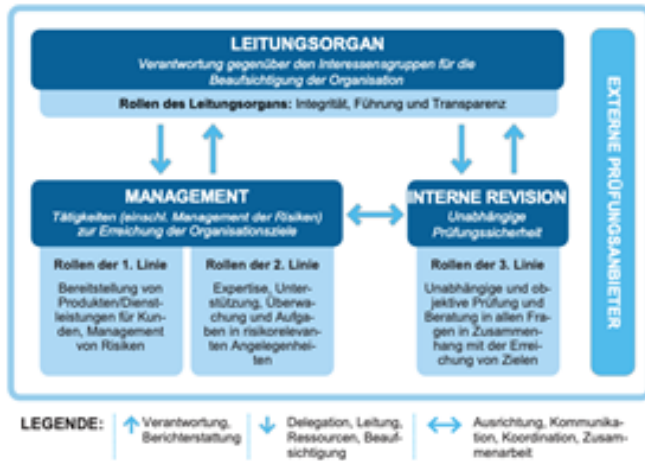 LEITUNGSORGAN
Verantwortung gegenüber den Interessensgruppen für die
Beaufsichtigung der Organisation
Rollen des Leitungsorgans: Integrität, Führung und Transparenz
MANAGEMENT
Tätigkeiten (einschl. Management der Risiken)
zur Erreichung der Organisationsziele
Rollen der 1. Linie
Bereitstellung von
Produkten/Dienst-
leistungen für Kun-
den, Management
von Risiken
Rollen der 2. Linie
Expertise, Unter-
stützung, Überwa-
chung und Aufga-
ben in risikorelevan-
ten Angelegenhei-
ten
INTERNE REVISION
Unabhängige
Prüfungssicherheit
Rollen der 3. Linie
Unabhängige und ob-
jektive Prüfung und
Beratung in allen Fra-
gen in Zusammen-
hang mit der Errei-
chung von Zielen
EXTERNE PRÜFUNGSANBIETER
LEGENDE:
Verantwortung,
Berichterstattung
Delegation, Leitung,
Ressourcen, Beauf-
sichtigung
Ausrichtung, Kommunika-
tion, Koordination, Zusam-
menarbeit